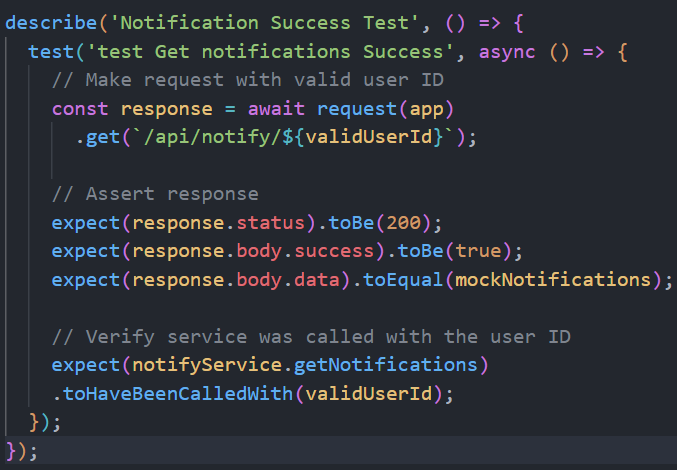 describe('Notification Success Test', () => {
  test('test Get notifications Success', async () => {
    // Make request with valid user ID
    const response = await request(app)
      .get(`/api/notify/${validUserId}`);

    // Assert response
    expect(response.status).toBe(200);
    expect(response.body.success).toBe(true);
    expect(response.body.data).toEqual(mockNotifications);

    // Verify service was called with the user ID
    expect(notifyService.getNotifications)
    .toHaveBeenCalledWith(validUserId);
  });
});